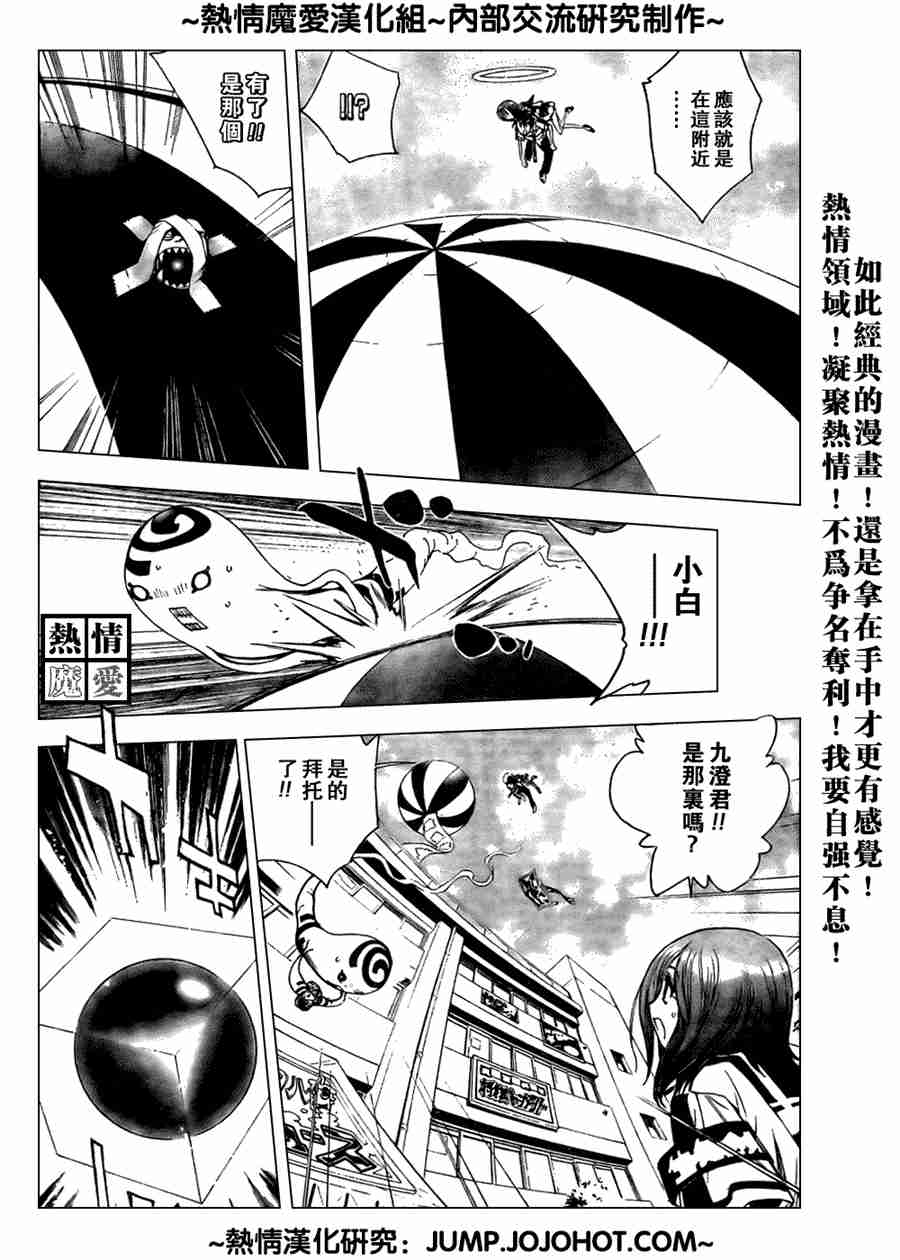 ~熱情魔愛漢化組~內部交流研究制作~
應該就是
在這附近
……
!!?
有了!!
是那個
小白
——
!!!
熱情
魔愛
九澄君!!
是那裏嗎?
是的
——
拜托
了!!
如此經典的漫畫!還是拿在手中才更有感覺!
熱情領域!凝聚熱情!不爲争名奪利!我要自强不息!
~熱情漢化研究: JUMP.JOJOHOT.COM~